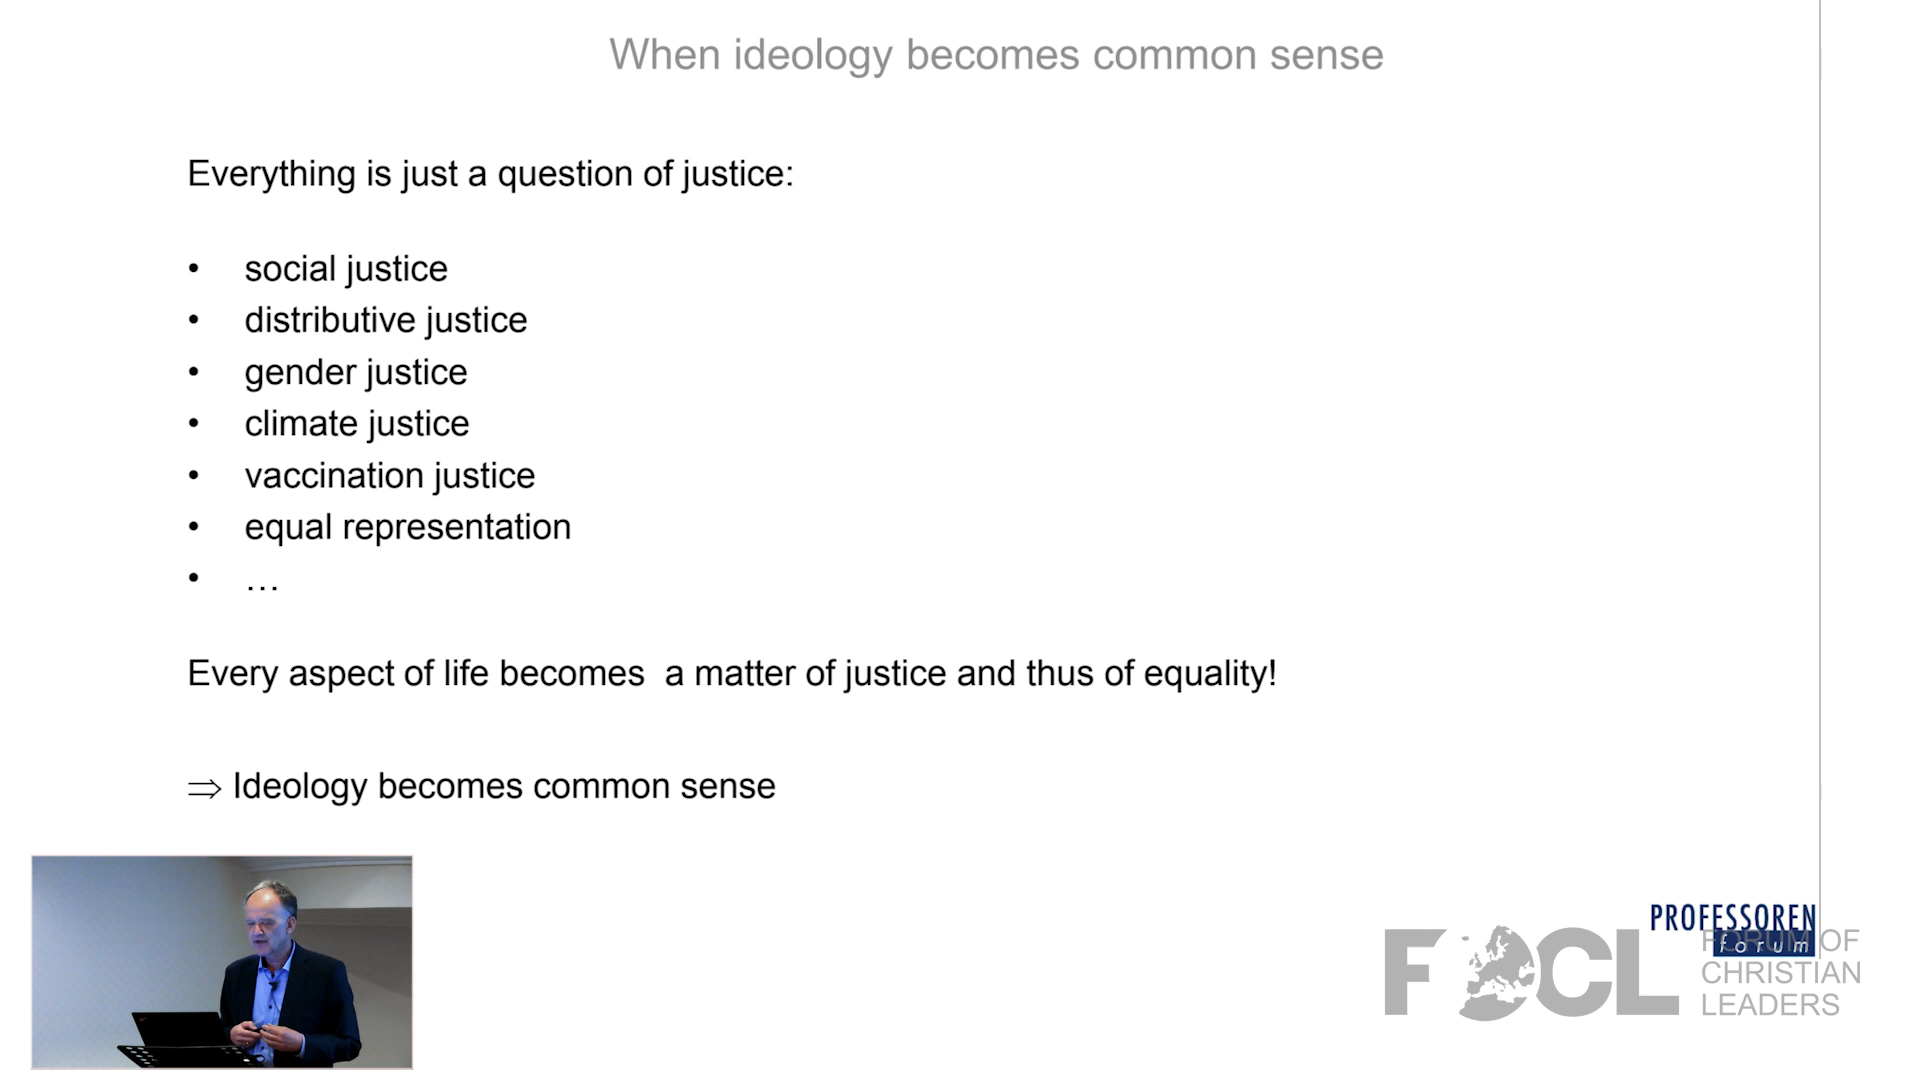 When ideology becomes common sense
Everything is just a question of justice:
• social justice
• distributive justice
• gender justice
• climate justice
• vaccination justice
• equal representation
• …
Every aspect of life becomes  a matter of justice and thus of equality!
⇒ Ideology becomes common sense
PROFESSOREN
forum
FOCL
FORUM OF
CHRISTIAN
LEADERS